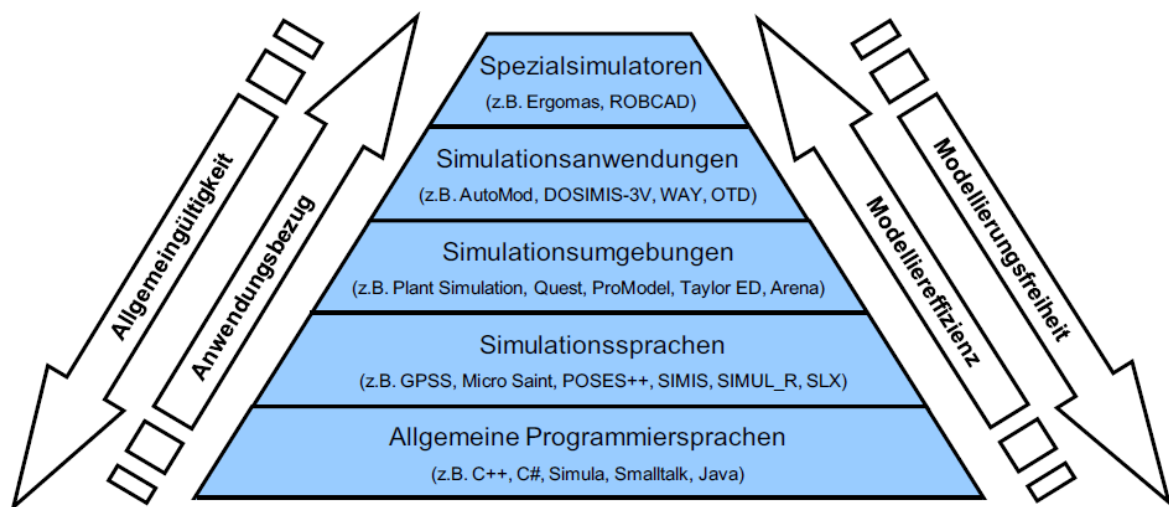 Spezialsimulatoren
(z.B. Ergomas, ROBCAD)
Simulationsanwendungen
(z.B. AutoMod, DOSIMIS-3V, WAY, OTD)
Simulationsumgebungen
(z.B. Plant Simulation, Quest, ProModel, Taylor ED, Arena)
Simulationssprachen
(z.B. GPSS, Micro Saint, POSES++, SIMIS, SIMUL_R, SLX)
Allgemeine Programmiersprachen
(z.B. C++, C#, Simula, Smalltalk, Java)
Allgemeingültigkeit
Anwendungsbezug
Modelliereffizienz
Modellierungsfreiheit